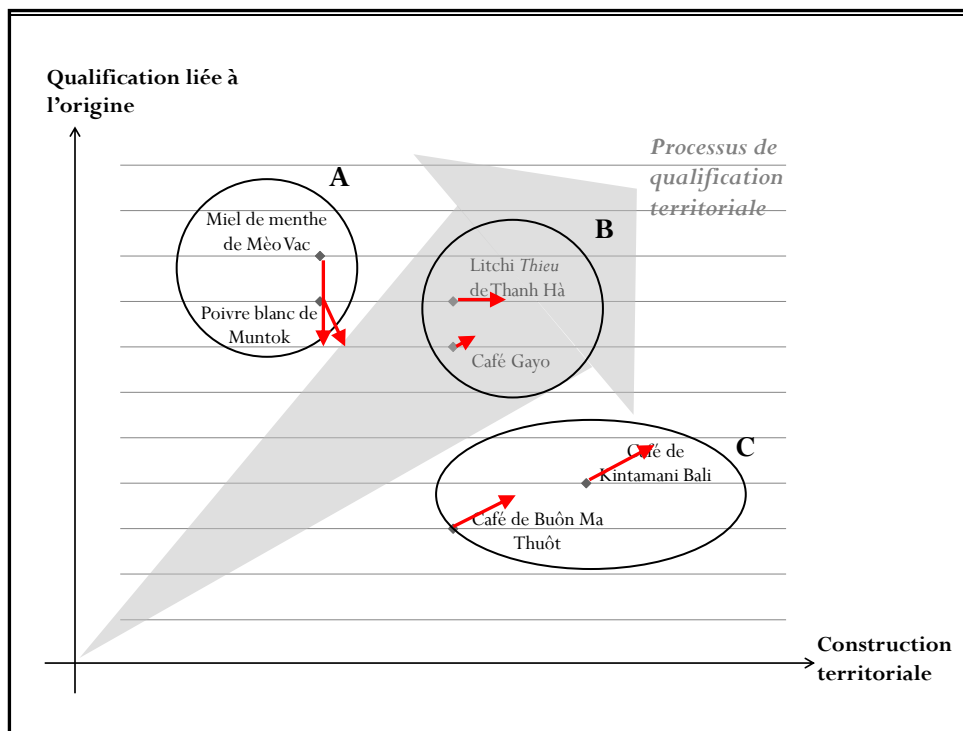 Qualification liée à
l'origine
Processus de
qualification
territoriale
A
Miel de menthe
de Mèo Vac
Poivre blanc de
Muntok
B
Litchi Thieu
de Thanh Hà
Café Gayo
C
Café de
Kintamani Bali
Café de Buôn Ma
Thuôt
Construction
territoriale